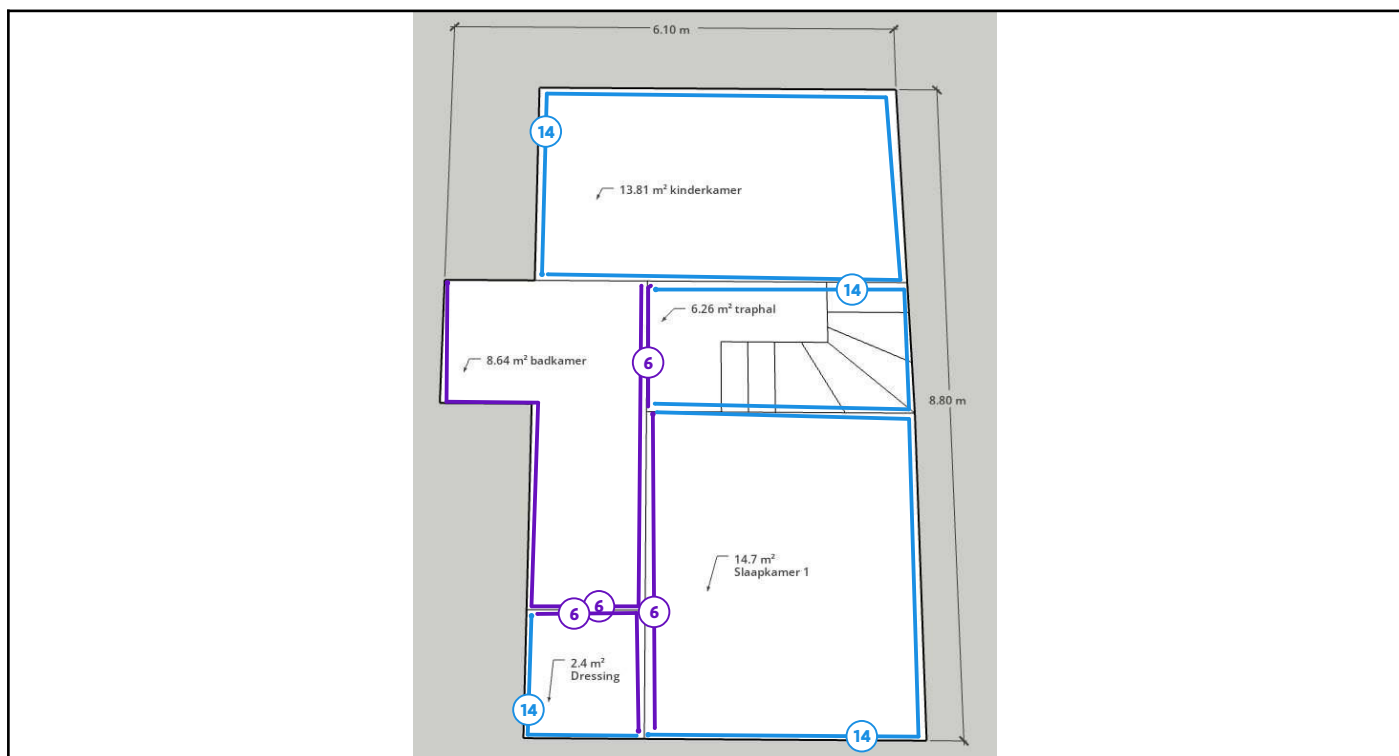 6.10 m
14
13.81 m² kinderkamer
14
6.26 m² traphal
8.64 m² badkamer
6
8.80 m
14.7 m²
Slaapkamer 1
6
6
6
2.4 m²
Dressing
14
14